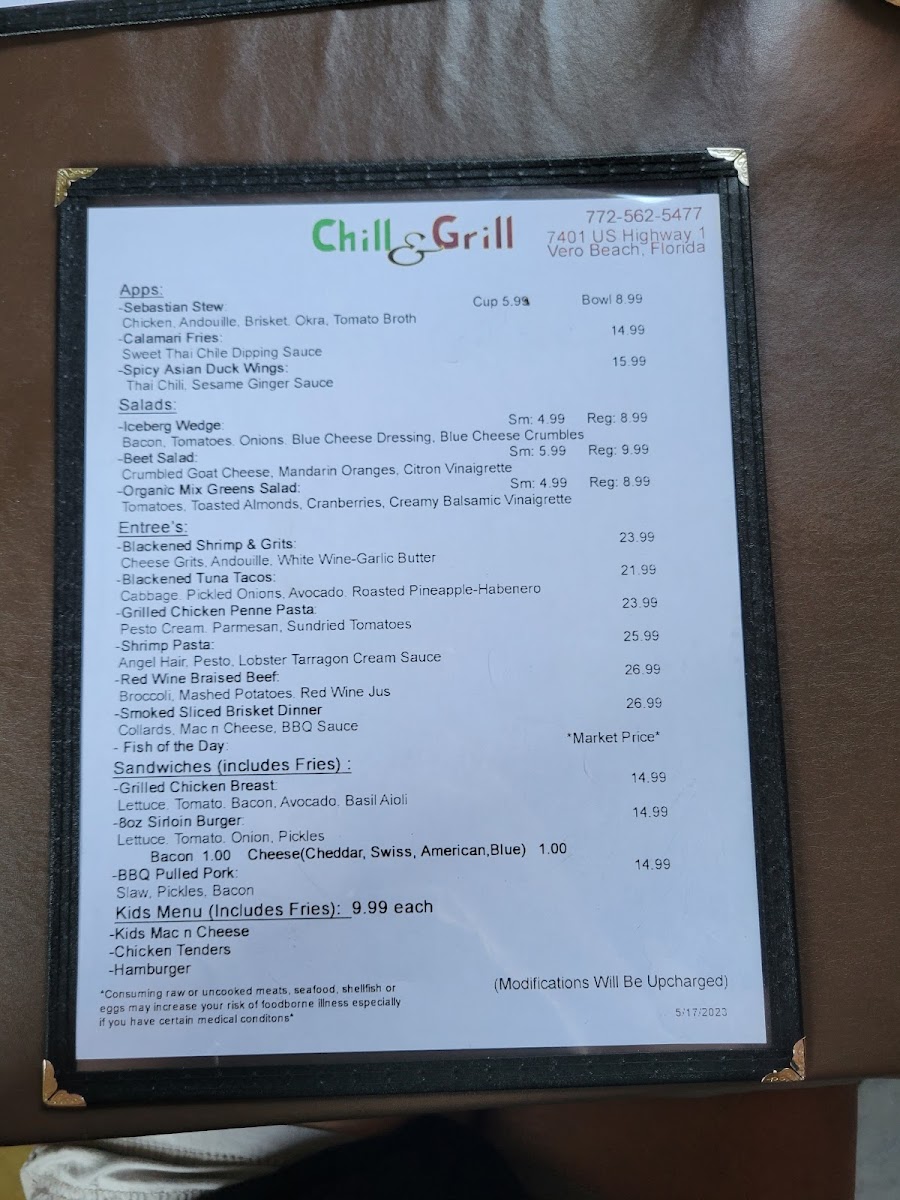 Chill & Grill
772-562-5477
7401 US Highway 1
Vero Beach, Florida
Apps:
-Sebastian Stew: Cup 5.99 Bowl 8.99
Chicken, Andouille, Brisket, Okra, Tomato Broth
-Calamari Fries: 14.99
Sweet Thai Chile Dipping Sauce
-Spicy Asian Duck Wings: 15.99
Thai Chili, Sesame Ginger Sauce
Salads:
-Iceberg Wedge: Sm: 4.99 Reg: 8.99
Bacon, Tomatoes, Onions, Blue Cheese Dressing, Blue Cheese Crumbles
-Beet Salad: Sm: 5.99 Reg: 9.99
Crumbled Goat Cheese, Mandarin Oranges, Citron Vinaigrette
-Organic Mix Greens Salad: Sm: 4.99 Reg: 8.99
Tomatoes, Toasted Almonds, Cranberries, Creamy Balsamic Vinaigrette
Entree's:
-Blackened Shrimp & Grits: 23.99
Cheese Grits, Andouille, White Wine-Garlic Butter
-Blackened Tuna Tacos: 21.99
Cabbage, Pickled Onions, Avocado, Roasted Pineapple-Habenero
-Grilled Chicken Penne Pasta: 23.99
Pesto Cream, Parmesan, Sundried Tomatoes
-Shrimp Pasta: 25.99
Angel Hair, Pesto, Lobster Tarragon Cream Sauce
-Red Wine Braised Beef: 26.99
Broccoli, Mashed Potatoes, Red Wine Jus
-Smoked Sliced Brisket Dinner 26.99
Collards, Mac n Cheese, BBQ Sauce
- Fish of the Day: *Market Price*
Sandwiches (includes Fries) :
-Grilled Chicken Breast: 14.99
Lettuce, Tomato, Bacon, Avocado, Basil Aioli
-8oz Sirloin Burger: 14.99
Lettuce, Tomato, Onion, Pickles
Bacon 1.00 Cheese(Cheddar, Swiss, American,Blue) 1.00
-BBQ Pulled Pork: 14.99
Slaw, Pickles, Bacon
Kids Menu (Includes Fries): 9.99 each
-Kids Mac n Cheese
-Chicken Tenders
-Hamburger
*Consuming raw or uncooked meats, seafood, shellfish or
eggs may increase your risk of foodborne illness especially
if you have certain medical conditons*
(Modifications Will Be Upcharged)
5/17/2023